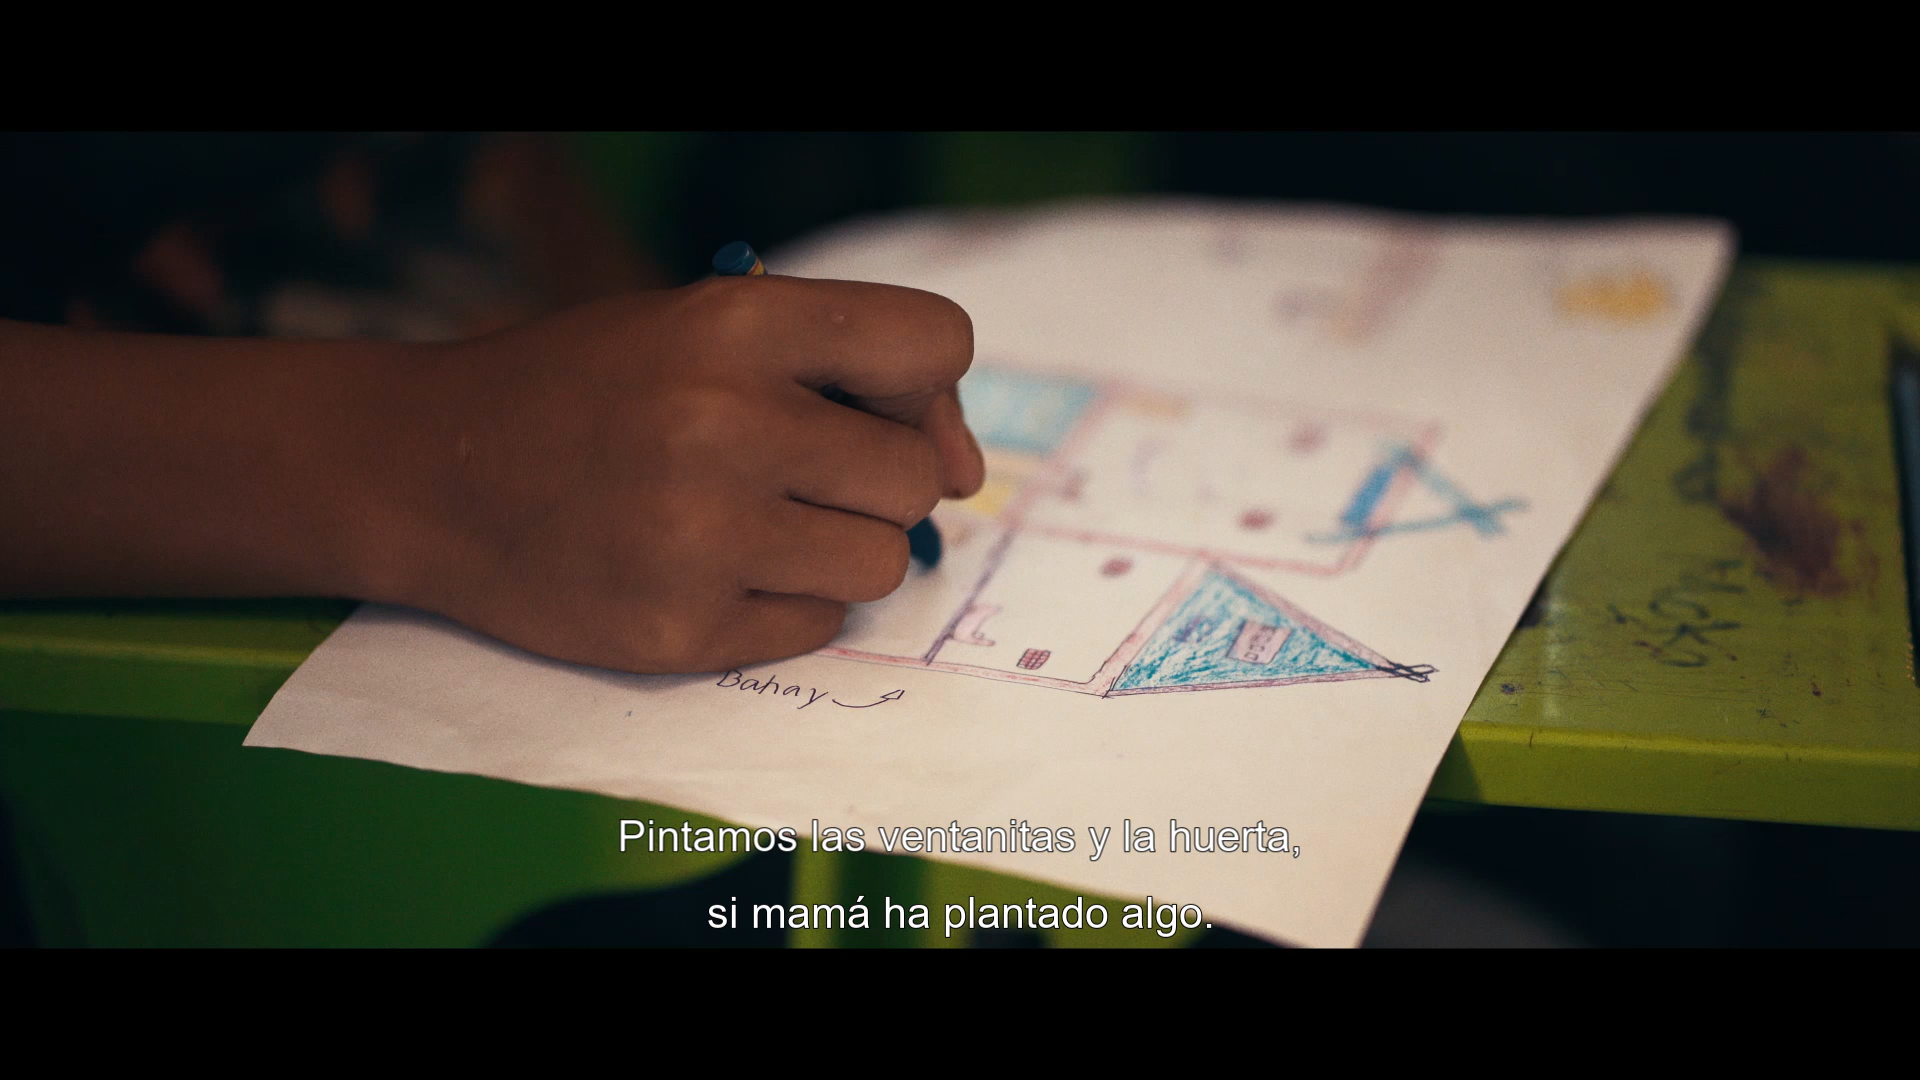 Bahay
Pintamos las ventanitas y la huerta,
si mamá ha plantado algo.